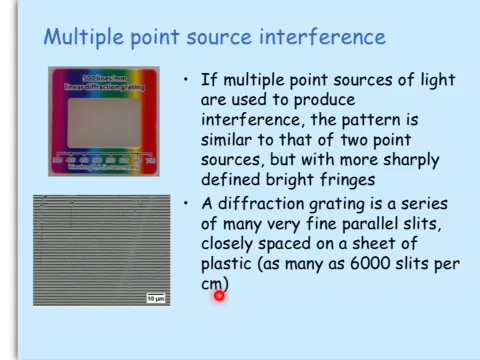 Multiple point source interference
500 lines/mm
linear diffraction grating
• If multiple point sources of light
are used to produce
interference, the pattern is
similar to that of two point
sources, but with more sharply
defined bright fringes
• A diffraction grating is a series
of many very fine parallel slits,
closely spaced on a sheet of
plastic (as many as 6000 slits per
cm)
10 µm